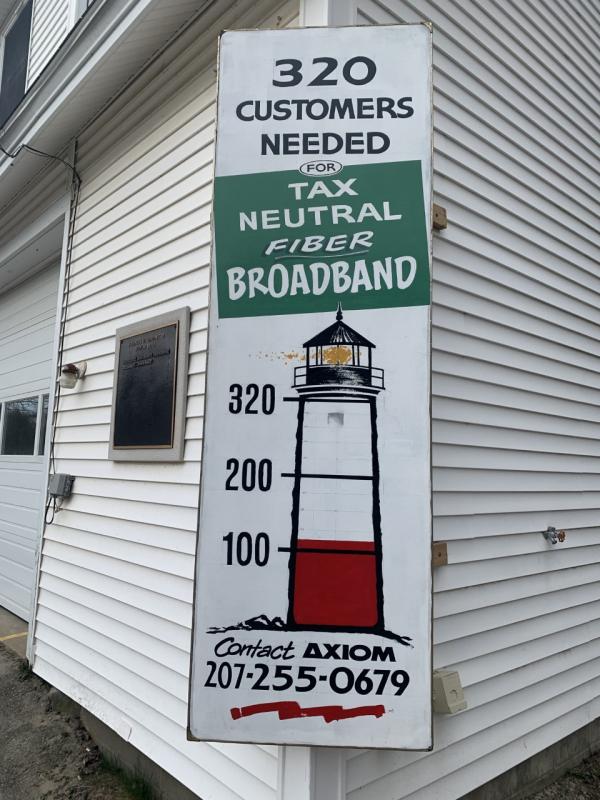 320
CUSTOMERS
NEEDED
FOR
TAX
NEUTRAL
FIBER
BROADBAND
320
200
100
Contact AXIOM
207-255-0679